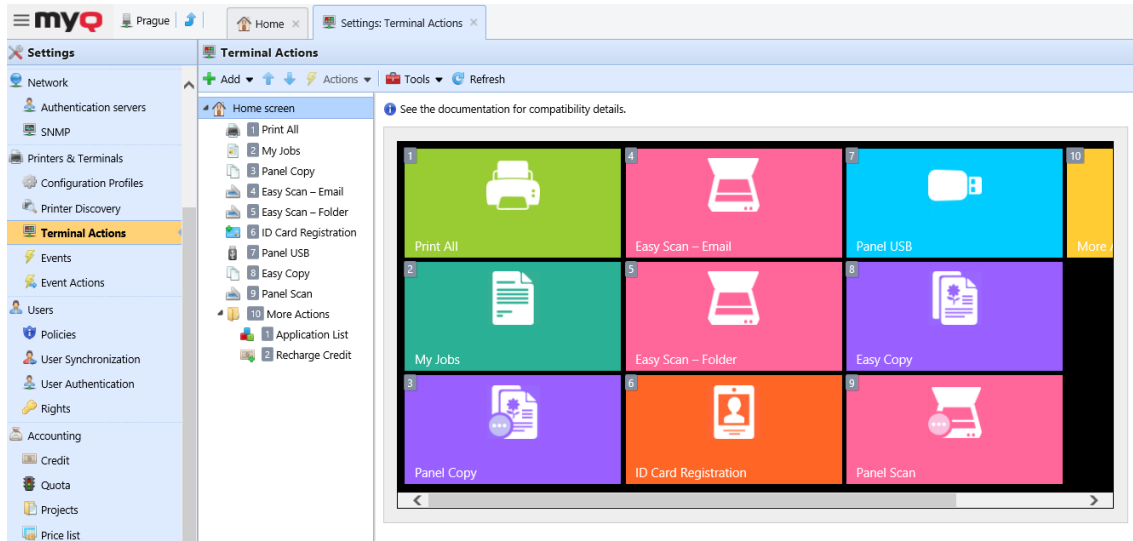 myQ
Prague
Home
Settings: Terminal Actions
Settings
Network
Authentication servers
SNMP
Printers & Terminals
Configuration Profiles
Printer Discovery
Terminal Actions
Events
Event Actions
Users
Policies
User Synchronization
User Authentication
Rights
Accounting
Credit
Quota
Projects
Price list
Terminal Actions
Add
Actions
Tools
Refresh
Home screen
1 Print All
2 My Jobs
3 Panel Copy
4 Easy Scan – Email
5 Easy Scan – Folder
6 ID Card Registration
7 Panel USB
8 Easy Copy
9 Panel Scan
10 More Actions
1 Application List
2 Recharge Credit
See the documentation for compatibility details.
1
Print All
4
Easy Scan – Email
7
Panel USB
10
More
2
My Jobs
5
Easy Scan – Folder
8
Easy Copy
3
Panel Copy
6
ID Card Registration
9
Panel Scan